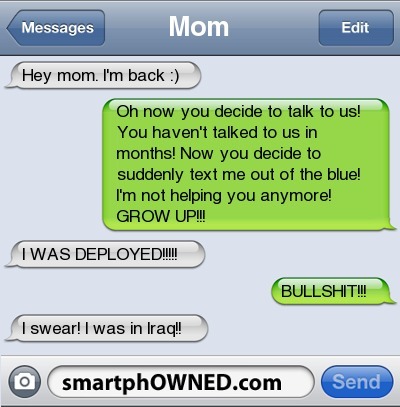 Messages
Mom
Edit
Hey mom. I'm back :)
Oh now you decide to talk to us!
You haven't talked to us in
months! Now you decide to
suddenly text me out of the blue!
I'm not helping you anymore!
GROW UP!!!
I WAS DEPLOYED!!!!!
BULLSHIT!!!
I swear! I was in Iraq!!
smartphOWNED.com
Send